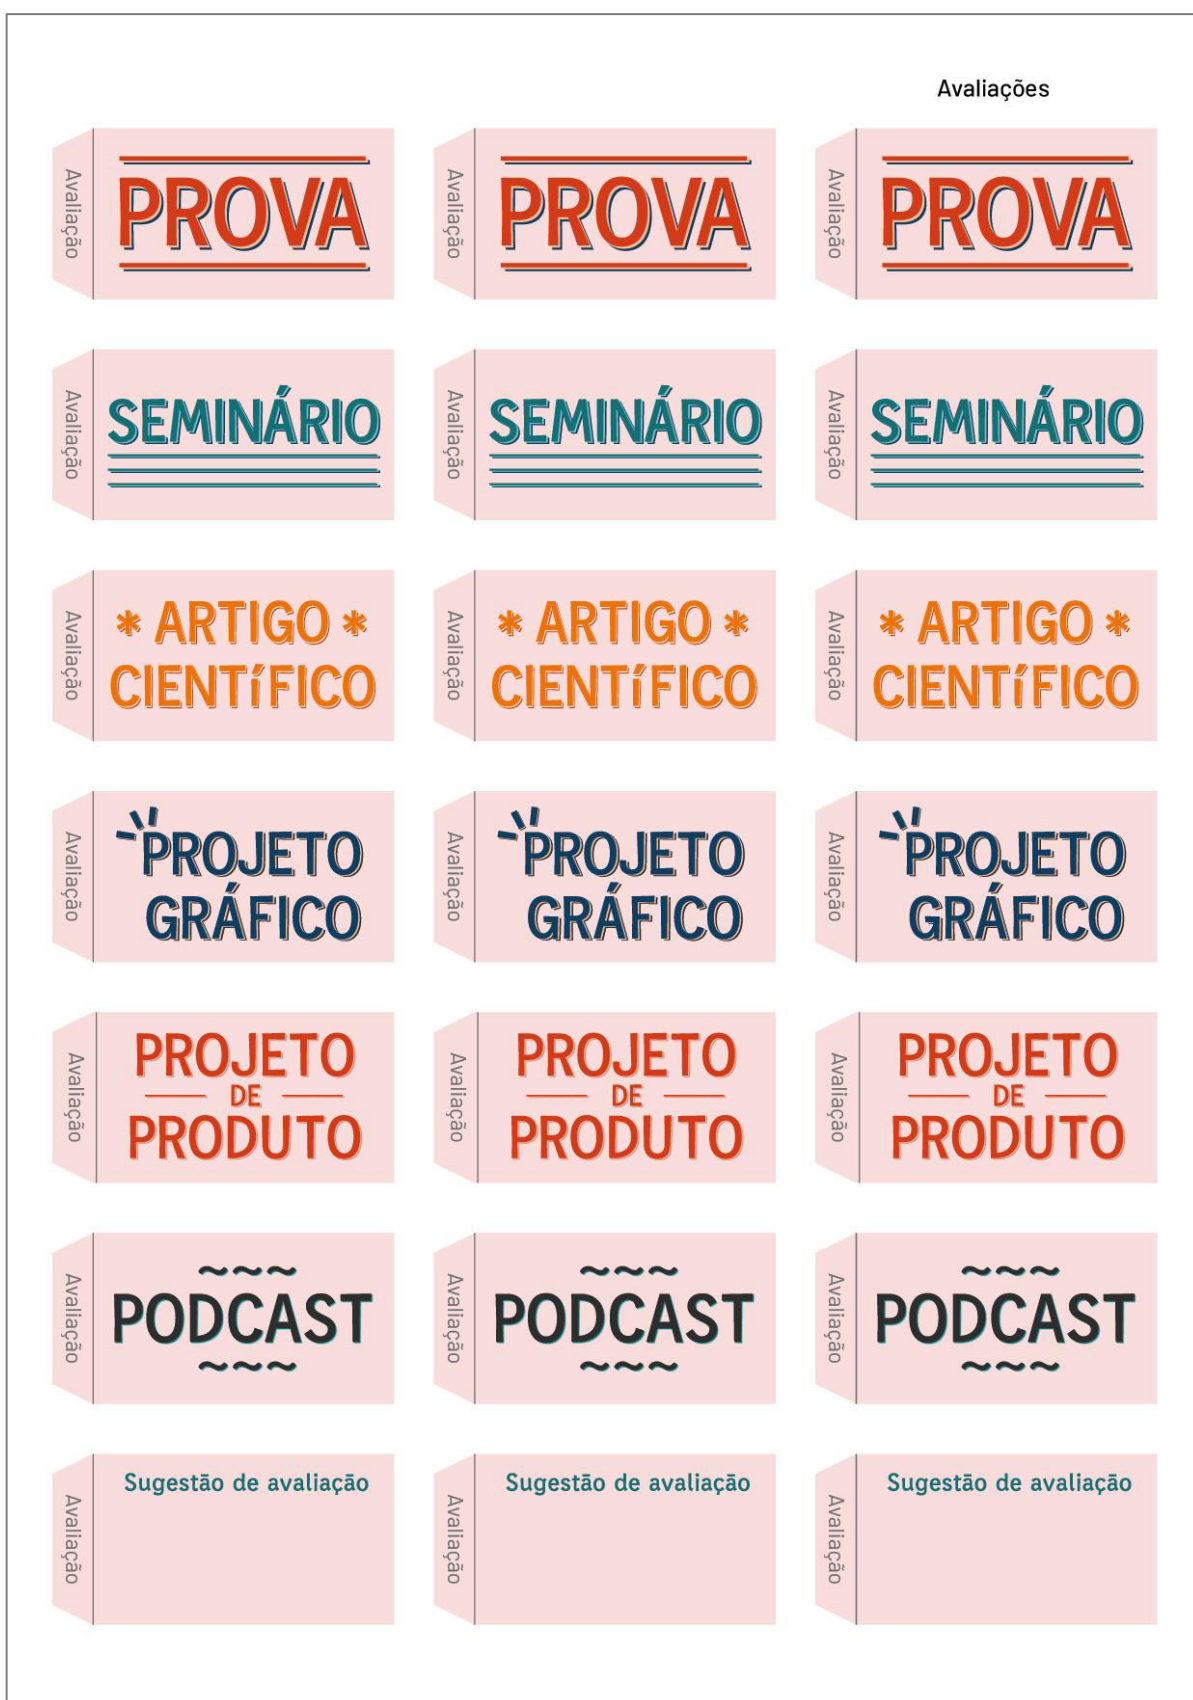 Avaliações
Avaliação PROVA
Avaliação PROVA
Avaliação PROVA
Avaliação SEMINÁRIO
Avaliação SEMINÁRIO
Avaliação SEMINÁRIO
Avaliação
* ARTIGO *
CIENTíFICO
Avaliação
* ARTIGO *
CIENTíFICO
Avaliação
* ARTIGO *
CIENTíFICO
Avaliação
PROJETO
GRÁFICO
Avaliação
PROJETO
GRÁFICO
Avaliação
PROJETO
GRÁFICO
Avaliação
PROJETO
DE
PRODUTO
Avaliação
PROJETO
DE
PRODUTO
Avaliação
PROJETO
DE
PRODUTO
Avaliação
~~~
PODCAST
~~~
Avaliação
~~~
PODCAST
~~~
Avaliação
~~~
PODCAST
~~~
Avaliação
Sugestão de avaliação
Avaliação
Sugestão de avaliação
Avaliação
Sugestão de avaliação